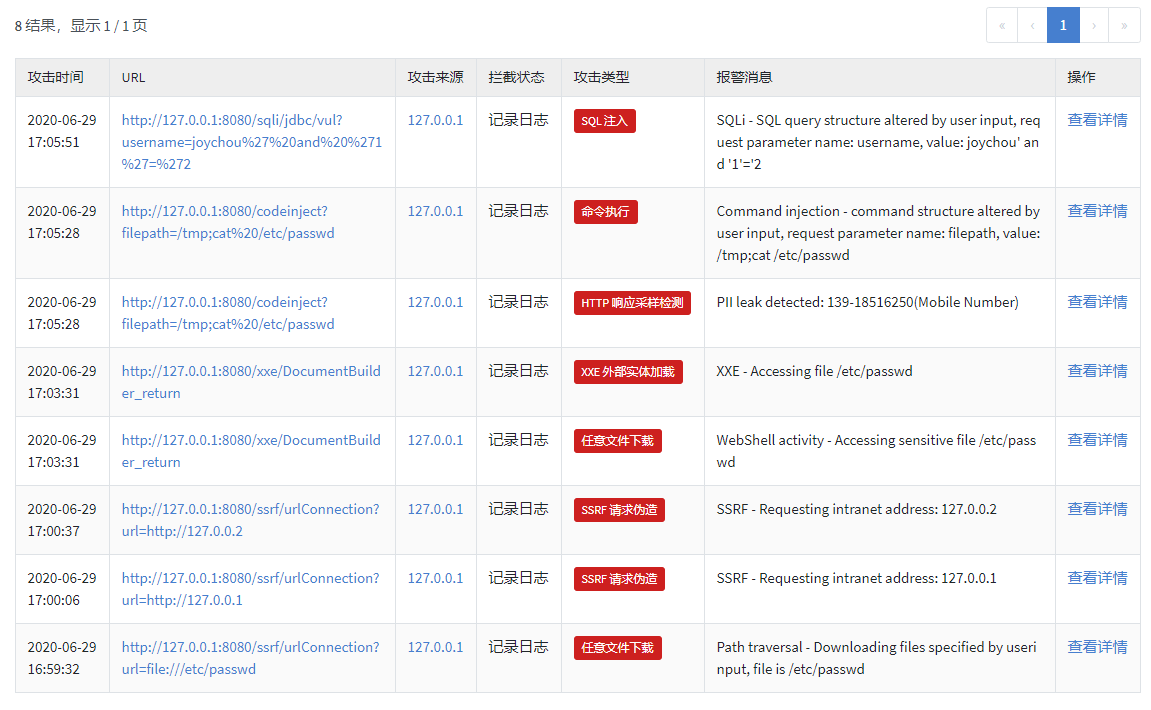 8 结果，显示 1 / 1 页
« ‹ 1 › »
攻击时间 URL 攻击来源 拦截状态 攻击类型 报警消息 操作
2020-06-29 http://127.0.0.1:8080/sqli/jdbc/vul? 127.0.0.1 记录日志 SQL 注入 SQLi - SQL query structure altered by user input, req 查看详情
17:05:51 username=joychou%27%20and%20%271 uest parameter name: username, value: joychou' an
%27=%272 d '1'='2
2020-06-29 http://127.0.0.1:8080/codeinject? 127.0.0.1 记录日志 命令执行 Command injection - command structure altered by 查看详情
17:05:28 filepath=/tmp;cat%20/etc/passwd user input, request parameter name: filepath, value:
/tmp;cat /etc/passwd
2020-06-29 http://127.0.0.1:8080/codeinject? 127.0.0.1 记录日志 HTTP 响应采样检测 PII leak detected: 139-18516250(Mobile Number) 查看详情
17:05:28 filepath=/tmp;cat%20/etc/passwd
2020-06-29 http://127.0.0.1:8080/xxe/DocumentBuild 127.0.0.1 记录日志 XXE 外部实体加载 XXE - Accessing file /etc/passwd 查看详情
17:03:31 er_return
2020-06-29 http://127.0.0.1:8080/xxe/DocumentBuild 127.0.0.1 记录日志 任意文件下载 WebShell activity - Accessing sensitive file /etc/pass 查看详情
17:03:31 er_return wd
2020-06-29 http://127.0.0.1:8080/ssrf/urlConnection? 127.0.0.1 记录日志 SSRF 请求伪造 SSRF - Requesting intranet address: 127.0.0.2 查看详情
17:00:37 url=http://127.0.0.2
2020-06-29 http://127.0.0.1:8080/ssrf/urlConnection? 127.0.0.1 记录日志 SSRF 请求伪造 SSRF - Requesting intranet address: 127.0.0.1 查看详情
17:00:06 url=http://127.0.0.1
2020-06-29 http://127.0.0.1:8080/ssrf/urlConnection? 127.0.0.1 记录日志 任意文件下载 Path traversal - Downloading files specified by useri 查看详情
16:59:32 url=file:///etc/passwd nput, file is /etc/passwd